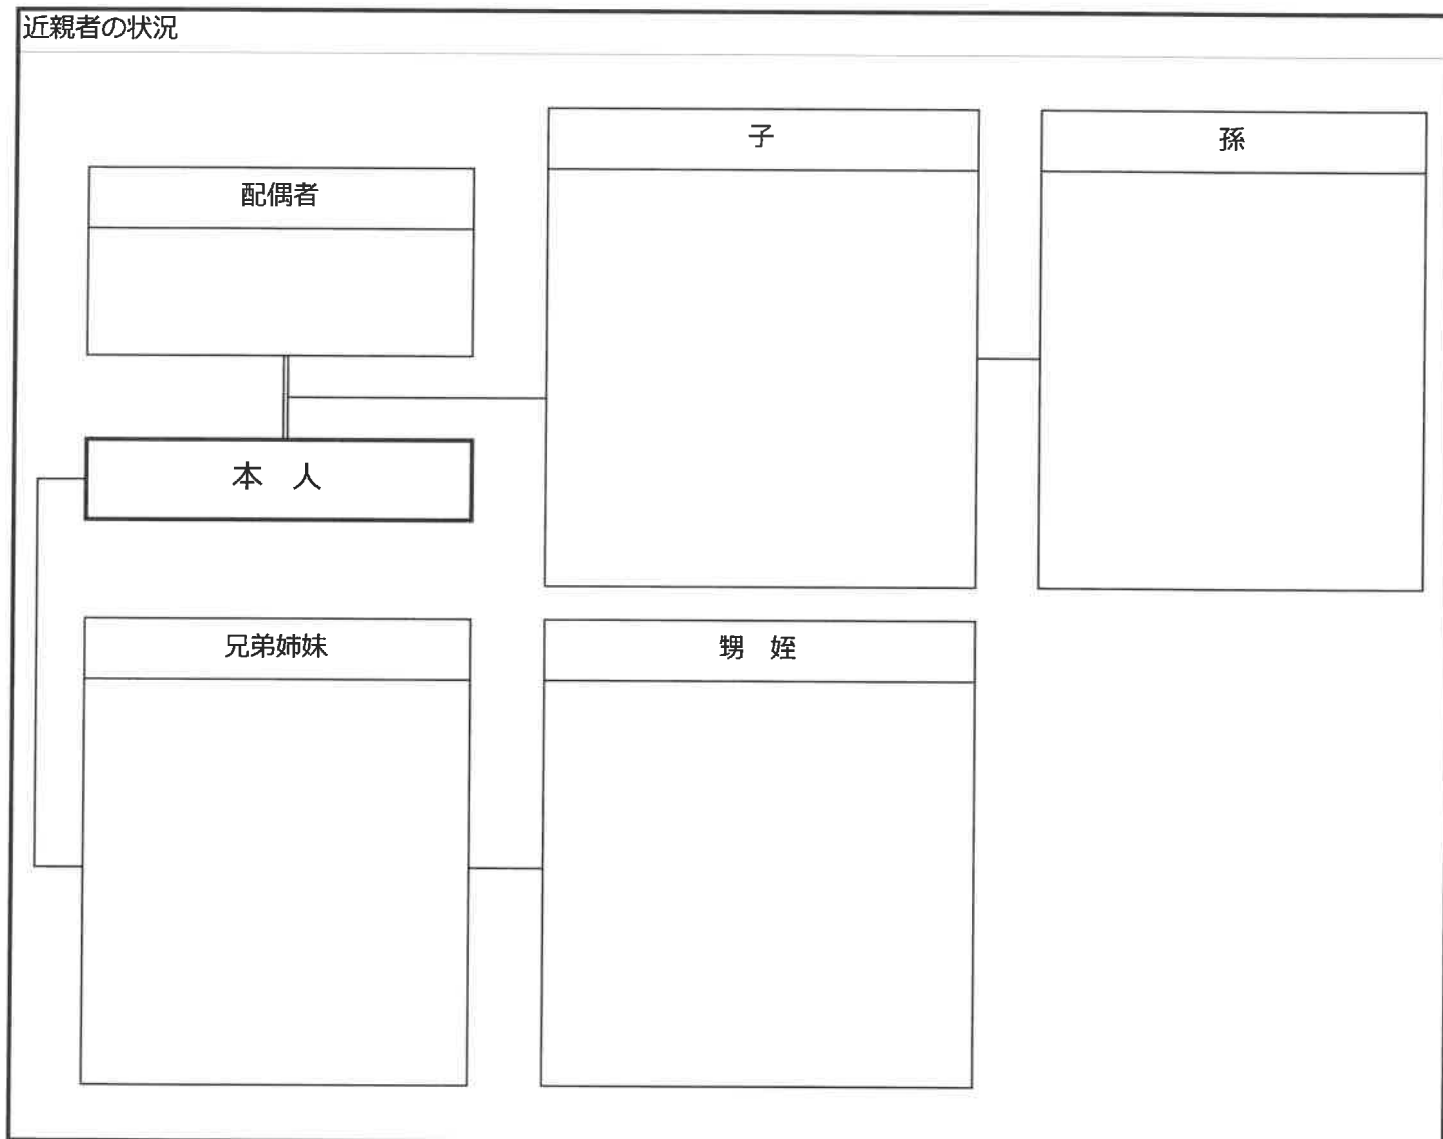 近親者の状況
子
孫
配偶者
本　人
兄弟姉妹
甥　姪